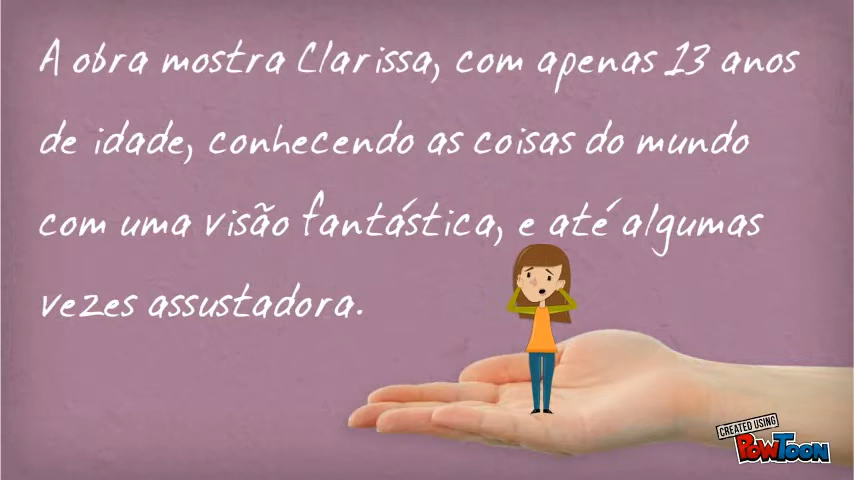 A obra mostra Clarissa, com apenas 13 anos
de idade, conhecendo as coisas do mundo
com uma visão fantástica, e até algumas
vezes assustadora.
CREATED USING
POWTOON